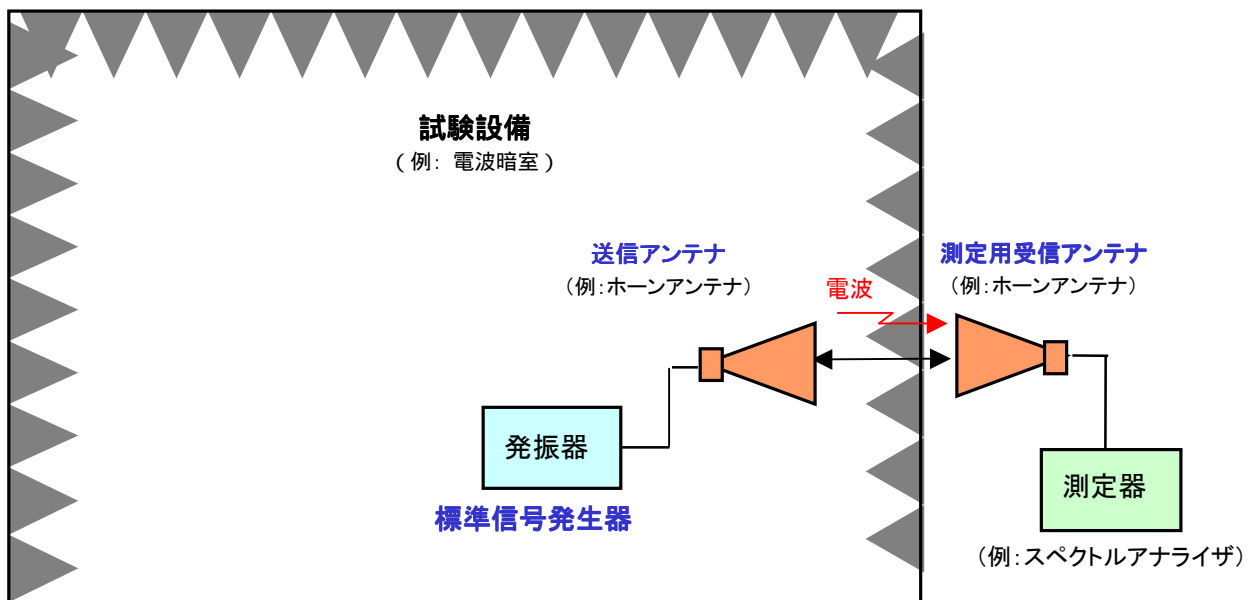 試験設備
（例： 電波暗室）
送信アンテナ
（例：ホーンアンテナ）
測定用受信アンテナ
（例：ホーンアンテナ）
電波
発振器
標準信号発生器
測定器
（例：スペクトルアナライザ）